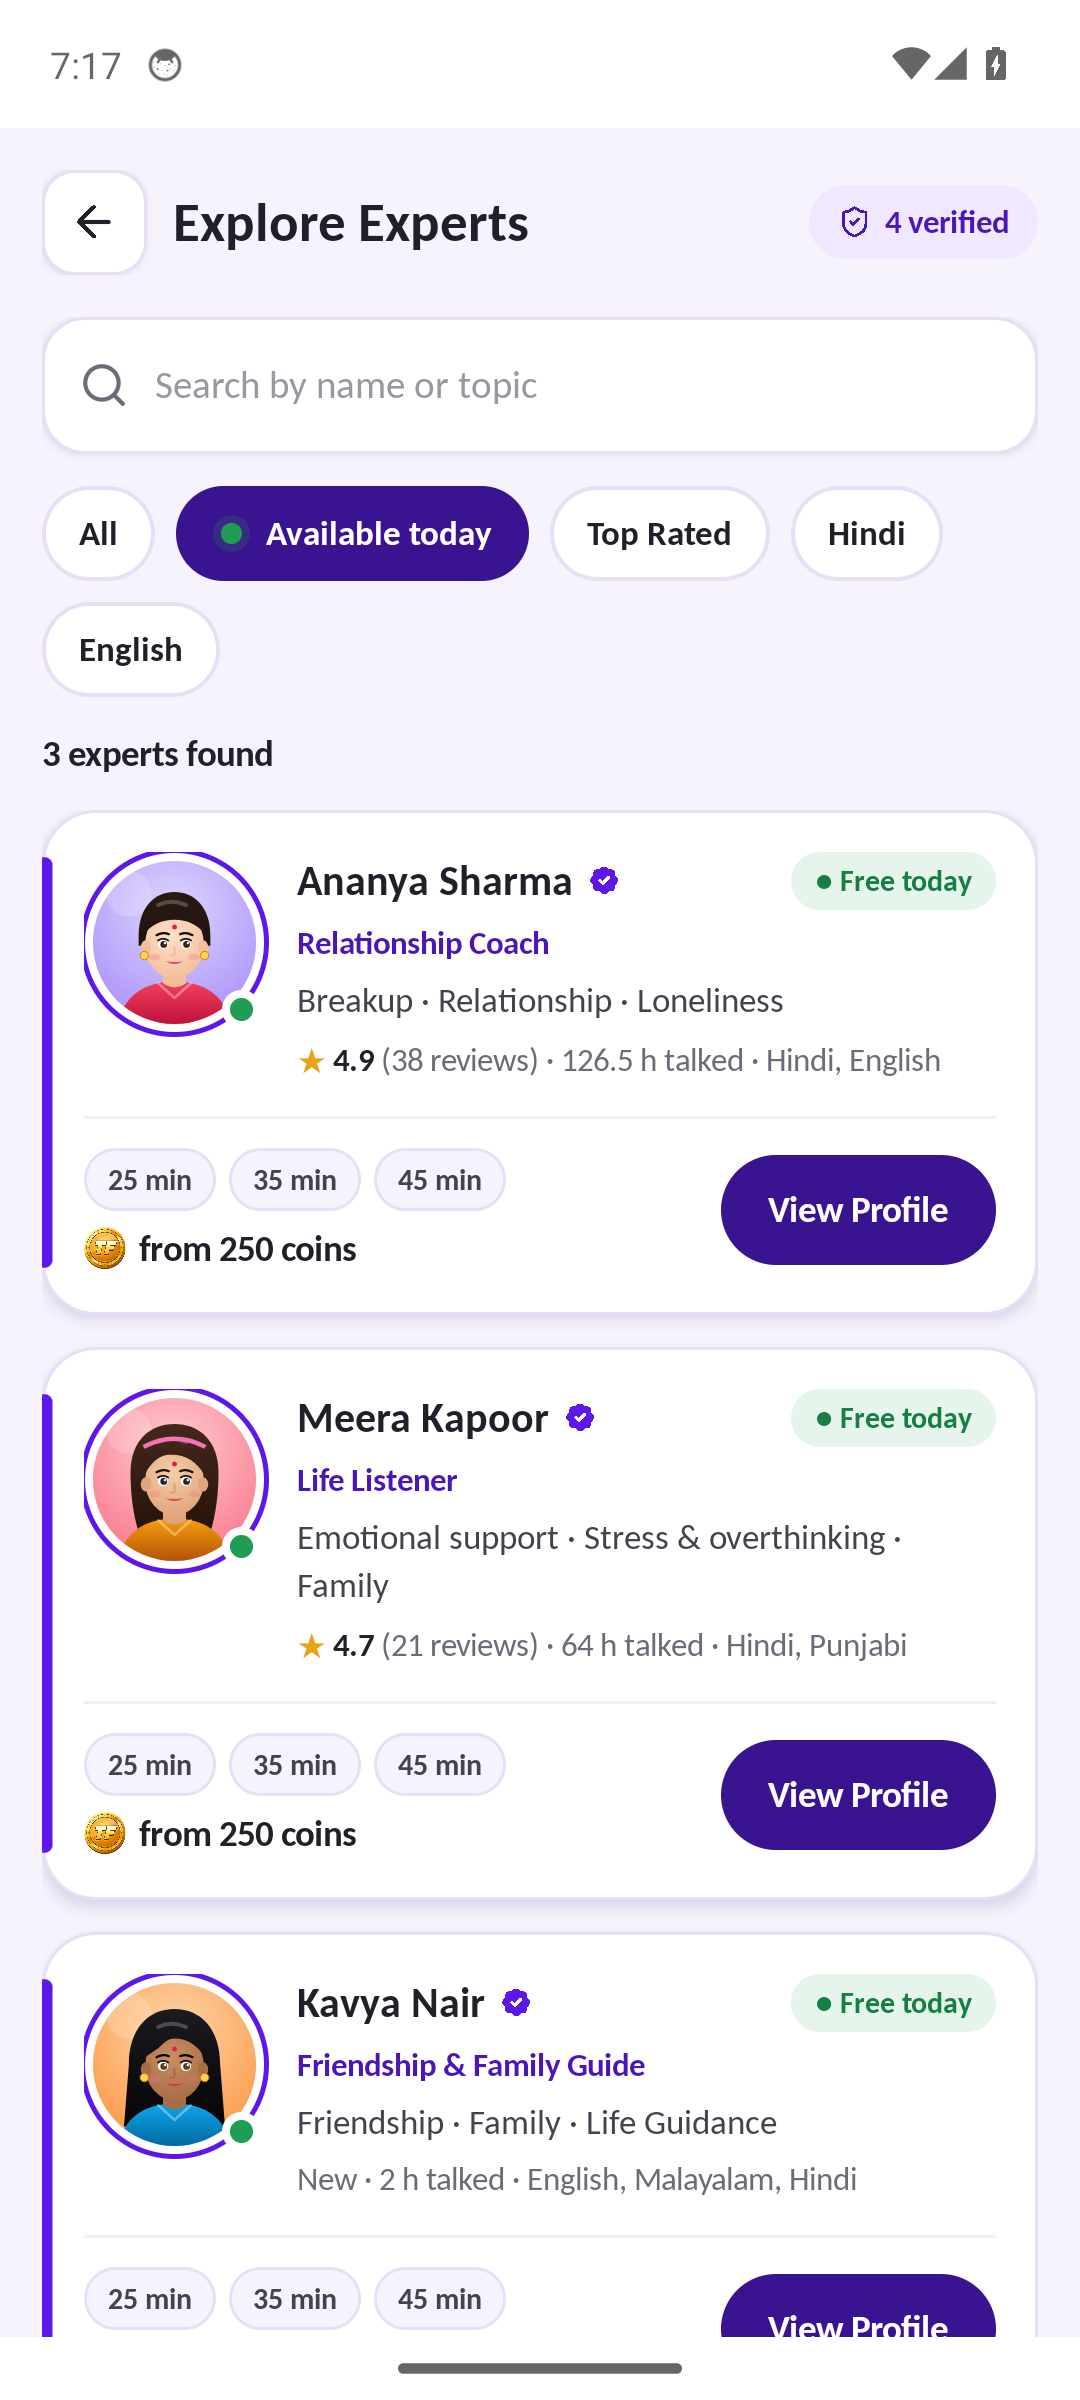 7:17
Explore Experts
4 verified
Search by name or topic
All
Available today
Top Rated
Hindi
English
3 experts found
Ananya Sharma
Free today
Relationship Coach
Breakup · Relationship · Loneliness
★ 4.9 (38 reviews) · 126.5 h talked · Hindi, English
25 min
35 min
45 min
View Profile
from 250 coins
Meera Kapoor
Free today
Life Listener
Emotional support · Stress & overthinking ·
Family
★ 4.7 (21 reviews) · 64 h talked · Hindi, Punjabi
25 min
35 min
45 min
View Profile
from 250 coins
Kavya Nair
Free today
Friendship & Family Guide
Friendship · Family · Life Guidance
New · 2 h talked · English, Malayalam, Hindi
25 min
35 min
45 min
View Profile